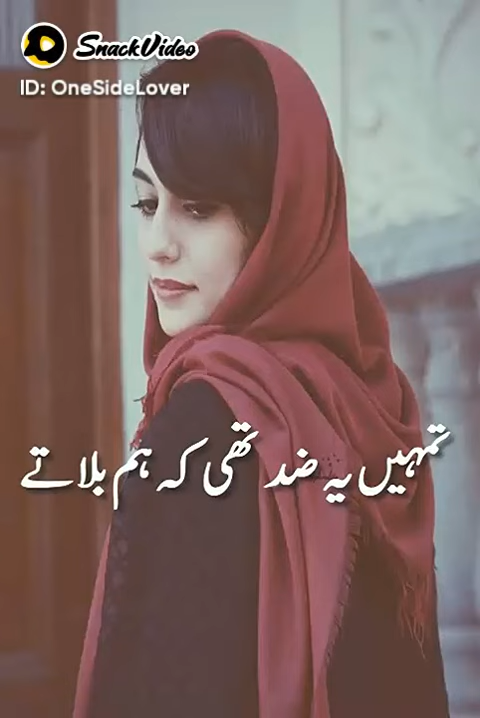 SnackVideo
ID: OneSideLover
تمہیں یہ ضد تھی کہ ہم بلاتے